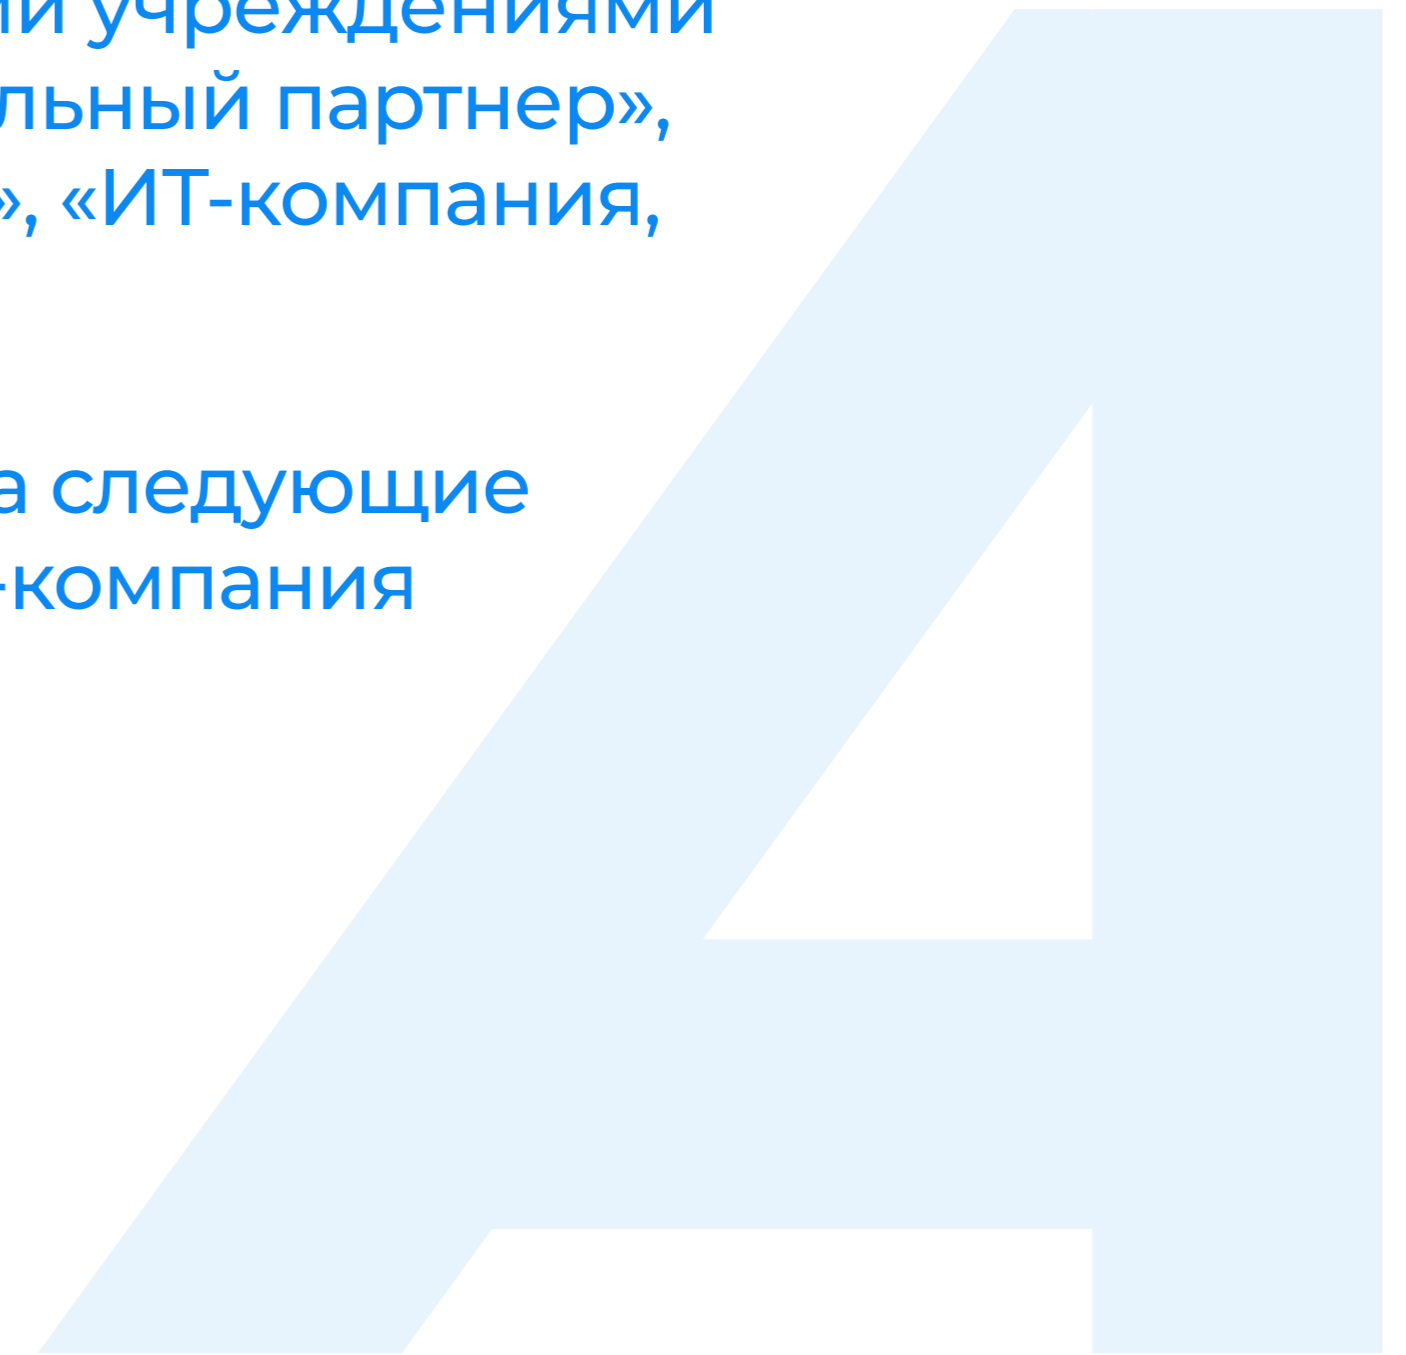 ми учреждениями
льный партнер»,
», «ИТ-компания,
а следующие
-компания